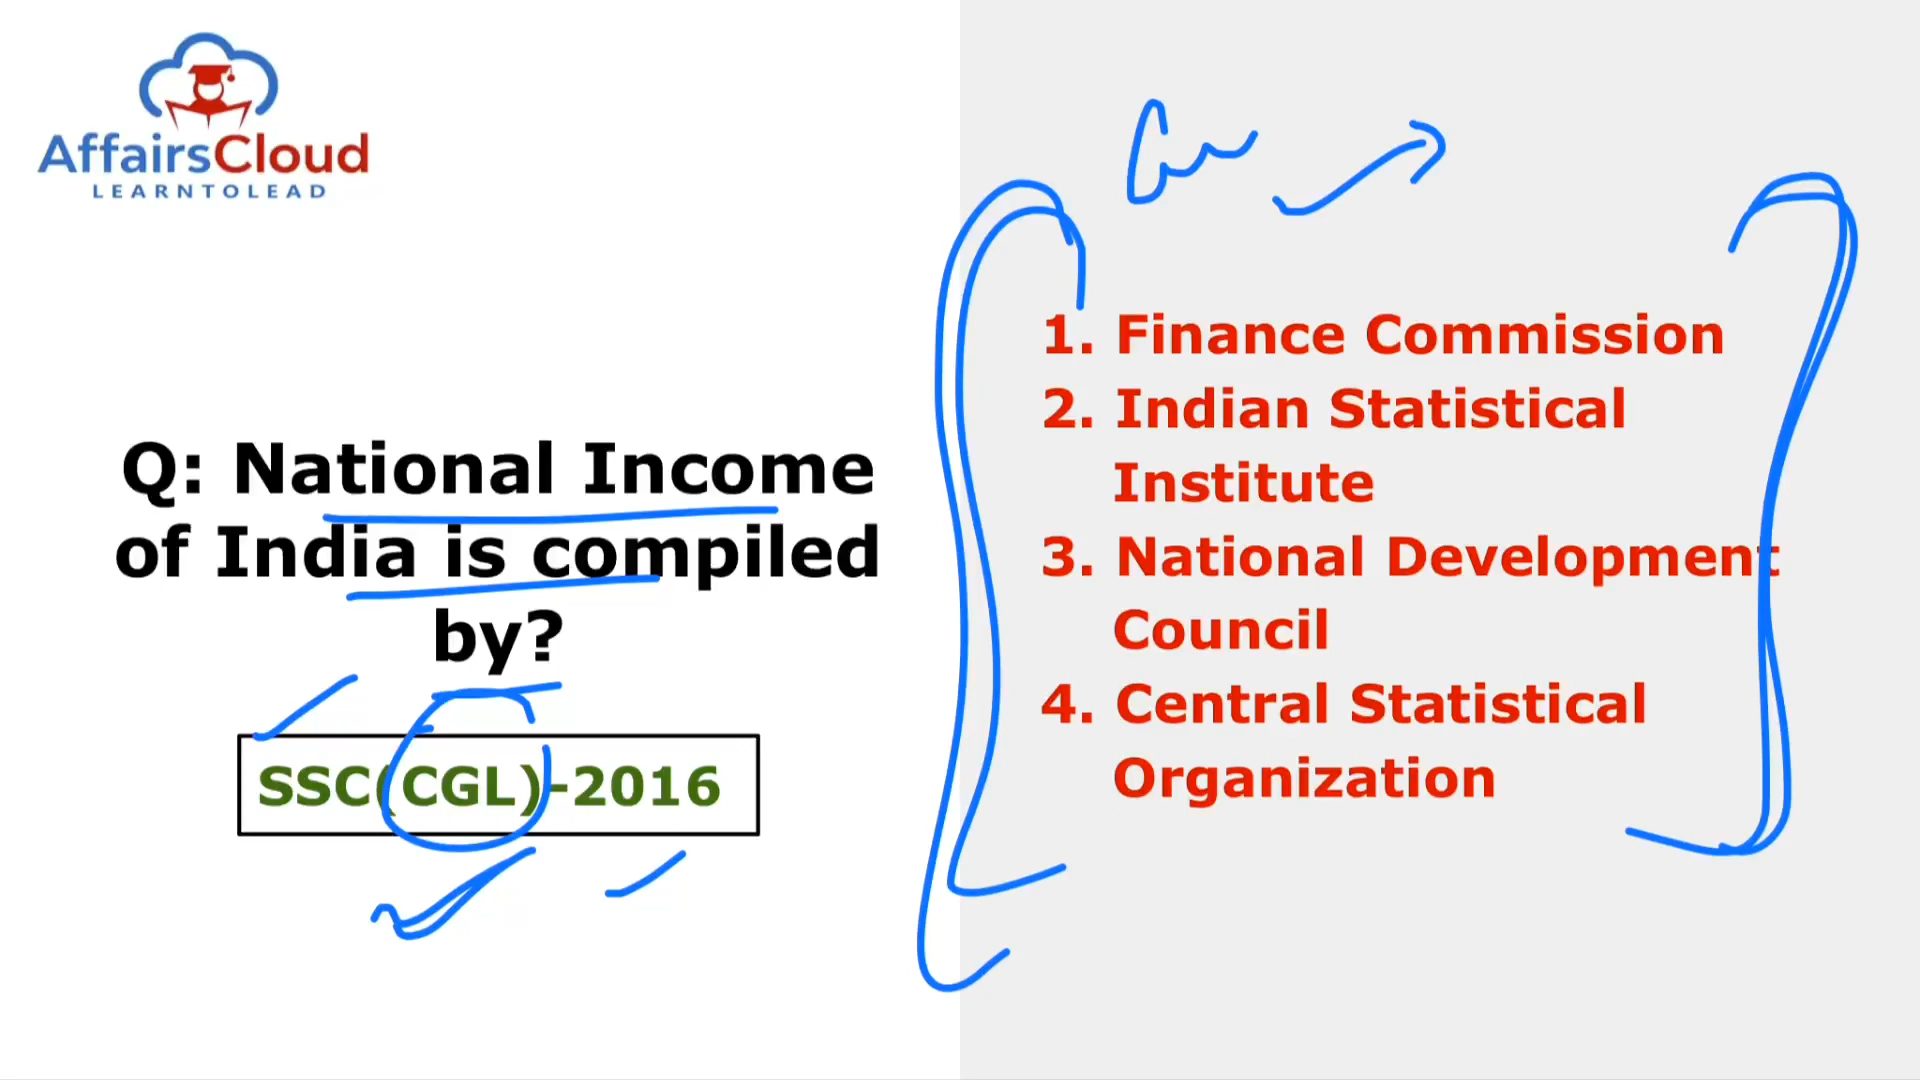 AffairsCloud
LEARNTOLEAD
Q: National Income
of India is compiled
by?
SSC(CGL)-2016
1. Finance Commission
2. Indian Statistical
Institute
3. National Development
Council
4. Central Statistical
Organization